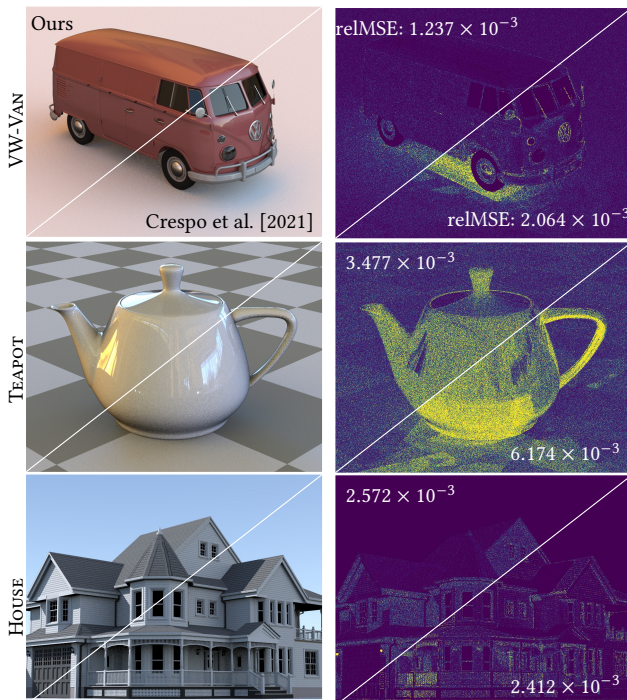 Ours
relMSE: 1.237 × 10⁻³
VW-Van
Crespo et al. [2021]
relMSE: 2.064 × 10⁻³
3.477 × 10⁻³
Teapot
6.174 × 10⁻³
2.572 × 10⁻³
House
2.412 × 10⁻³